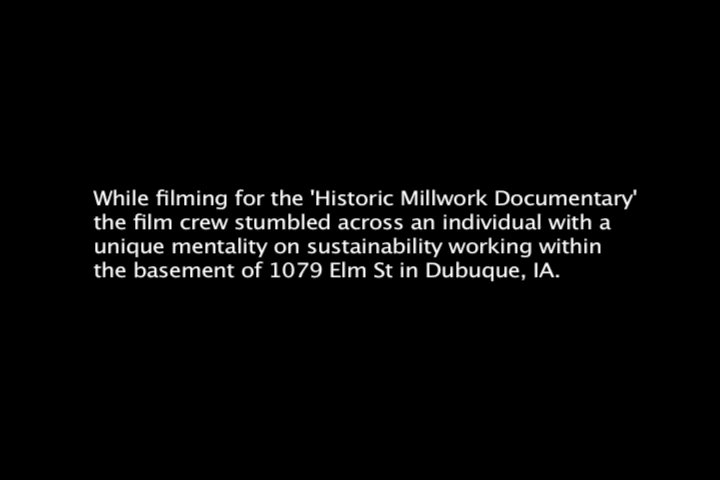 While filming for the 'Historic Millwork Documentary'
the film crew stumbled across an individual with a
unique mentality on sustainability working within
the basement of 1079 Elm St in Dubuque, IA.